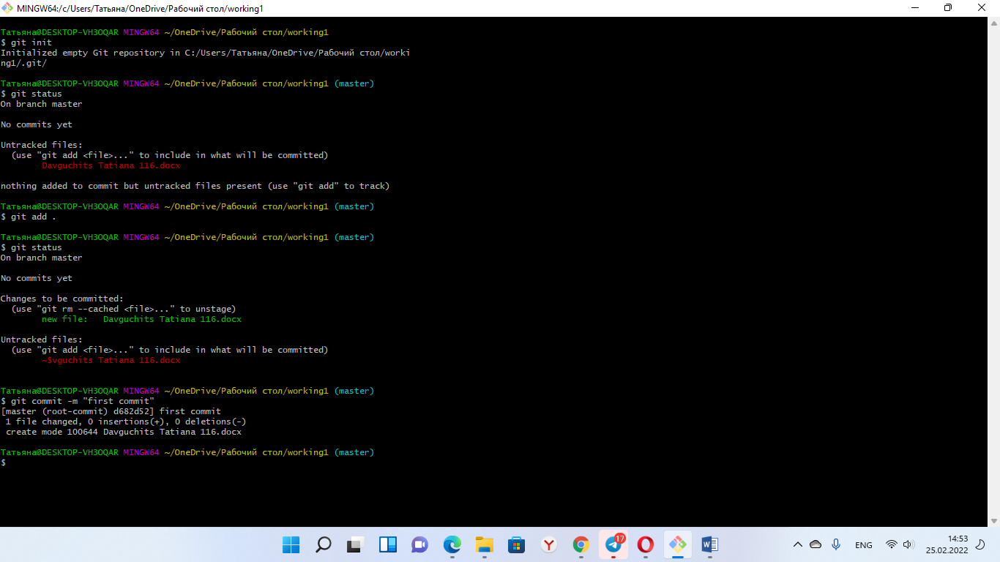 MINGW64:/c/Users/Татьяна/OneDrive/Рабочий стол/working1
Татьяна@DESKTOP-VH3OQAR MINGW64 ~/OneDrive/Рабочий стол/working1
$ git init
Initialized empty Git repository in C:/Users/Татьяна/OneDrive/Рабочий стол/worki
ng1/.git/
Татьяна@DESKTOP-VH3OQAR MINGW64 ~/OneDrive/Рабочий стол/working1 (master)
$ git status
On branch master
No commits yet
Untracked files:
(use "git add <file>..." to include in what will be committed)
Davguchits Tatiana 116.docx
nothing added to commit but untracked files present (use "git add" to track)
Татьяна@DESKTOP-VH3OQAR MINGW64 ~/OneDrive/Рабочий стол/working1 (master)
$ git add .
Татьяна@DESKTOP-VH3OQAR MINGW64 ~/OneDrive/Рабочий стол/working1 (master)
$ git status
On branch master
No commits yet
Changes to be committed:
(use "git rm --cached <file>..." to unstage)
new file:   Davguchits Tatiana 116.docx
Untracked files:
(use "git add <file>..." to include in what will be committed)
~$vguchits Tatiana 116.docx
Татьяна@DESKTOP-VH3OQAR MINGW64 ~/OneDrive/Рабочий стол/working1 (master)
$ git commit -m "first commit"
[master (root-commit) d682d52] first commit
1 file changed, 0 insertions(+), 0 deletions(-)
create mode 100644 Davguchits Tatiana 116.docx
Татьяна@DESKTOP-VH3OQAR MINGW64 ~/OneDrive/Рабочий стол/working1 (master)
$
17
ENG
14:53
25.02.2022